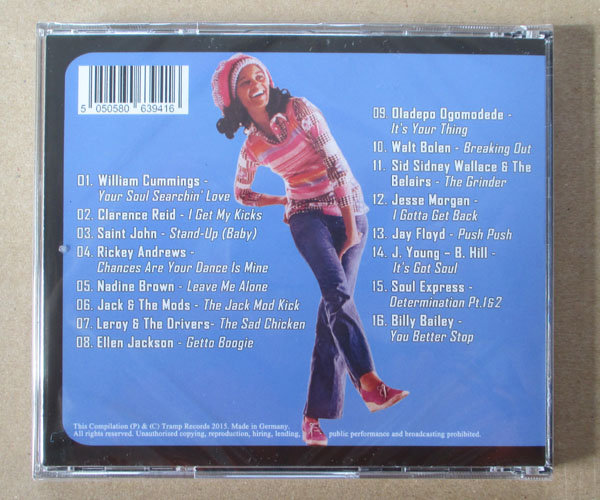 5 050580 639416
01. William Cummings -
Your Soul Searchin' Love
02. Clarence Reid - I Get My Kicks
03. Saint John - Stand-Up (Baby)
04. Rickey Andrews -
Chances Are Your Dance Is Mine
05. Nadine Brown - Leave Me Alone
06. Jack & The Mods - The Jack Mod Kick
07. Leroy & The Drivers- The Sad Chicken
08. Ellen Jackson - Getto Boogie
09. Oladepo Ogomodede -
It's Your Thing
10. Walt Bolen - Breaking Out
11. Sid Sidney Wallace & The
Belairs - The Grinder
12. Jesse Morgan -
I Gotta Get Back
13. Jay Floyd - Push Push
14. J. Young – B. Hill -
It's Got Soul
15. Soul Express -
Determination Pt.1&2
16. Billy Bailey -
You Better Stop
This Compilation (P) & (C) Tramp Records 2015. Made in Germany.
All rights reserved. Unauthorised copying, reproduction, hiring, lending, public performance and broadcasting prohibited.